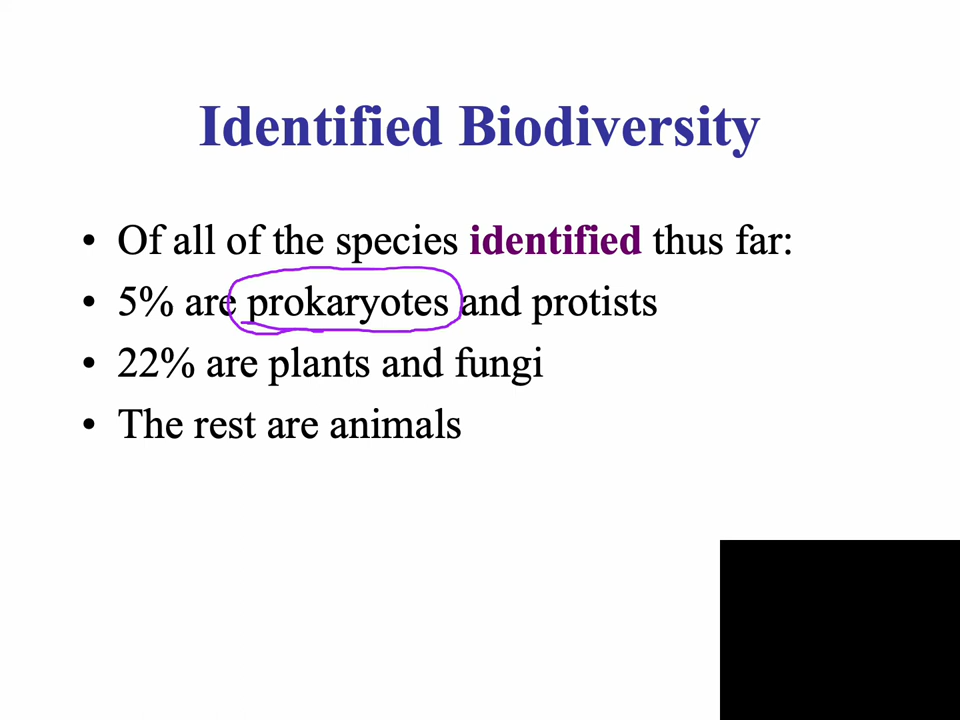 Identified Biodiversity
• Of all of the species identified thus far:
• 5% are prokaryotes and protists
• 22% are plants and fungi
• The rest are animals